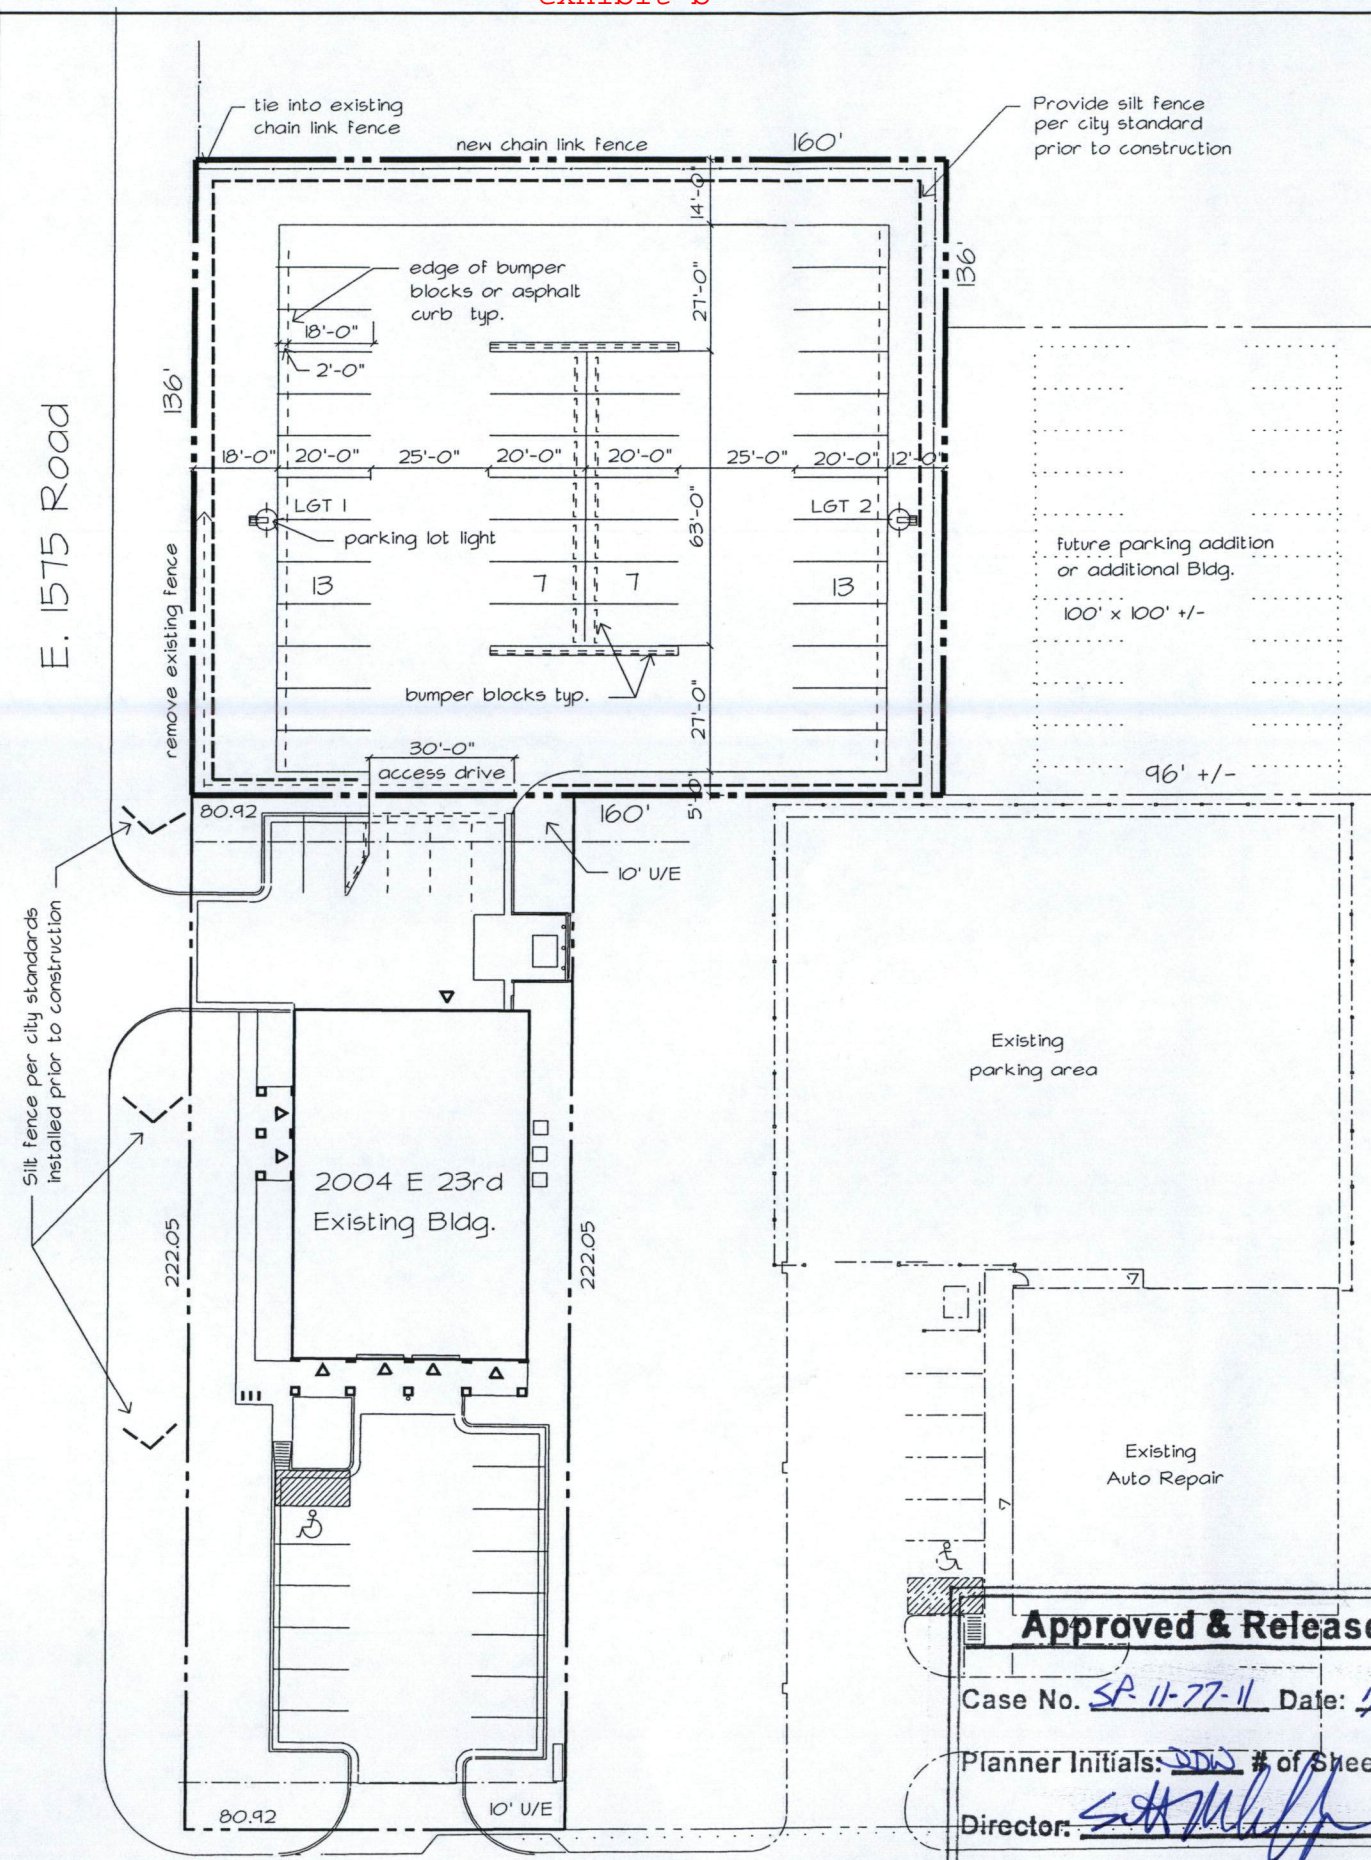 exhibit b
tie into existing
chain link fence
new chain link fence
160'
Provide silt fence
per city standard
prior to construction
14'-0"
136'
edge of bumper
blocks or asphalt
curb typ.
27'-0"
18'-0"
2'-0"
136'
E. 1575 Road
18'-0"
20'-0"
25'-0"
20'-0"
20'-0"
25'-0"
20'-0"
12'-0"
LGT 1
LGT 2
parking lot light
63'-0"
remove existing fence
13
7
7
13
future parking addition
or additional Bldg.
100' x 100' +/-
bumper blocks typ.
27'-0"
30'-0"
access drive
96' +/-
80.92
160'
5'-0"
10' U/E
Silt fence per city standards
installed prior to construction
Existing
parking area
2004 E 23rd
Existing Bldg.
222.05
222.05
Existing
Auto Repair
Approved & Release
Case No. SP-11-77-11 Date:
Planner Initials: DDW # of Shee
Director:
80.92
10' U/E